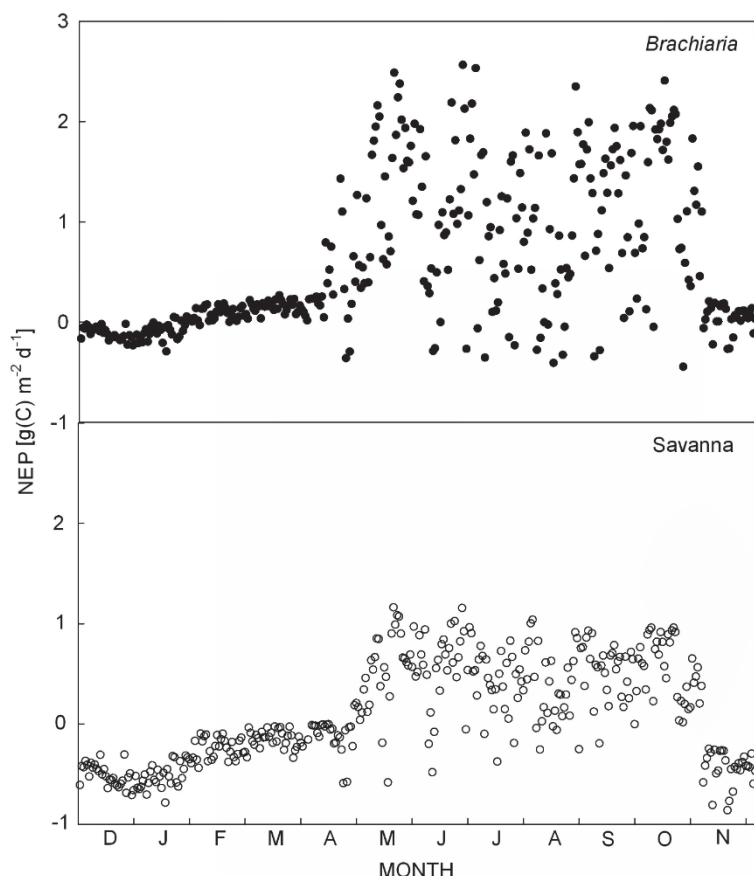 3
Brachiaria
2
1
0
-1
NEP [g(C) m⁻² d⁻¹]
Savanna
2
1
0
-1
D J F M A M J J A S O N
MONTH